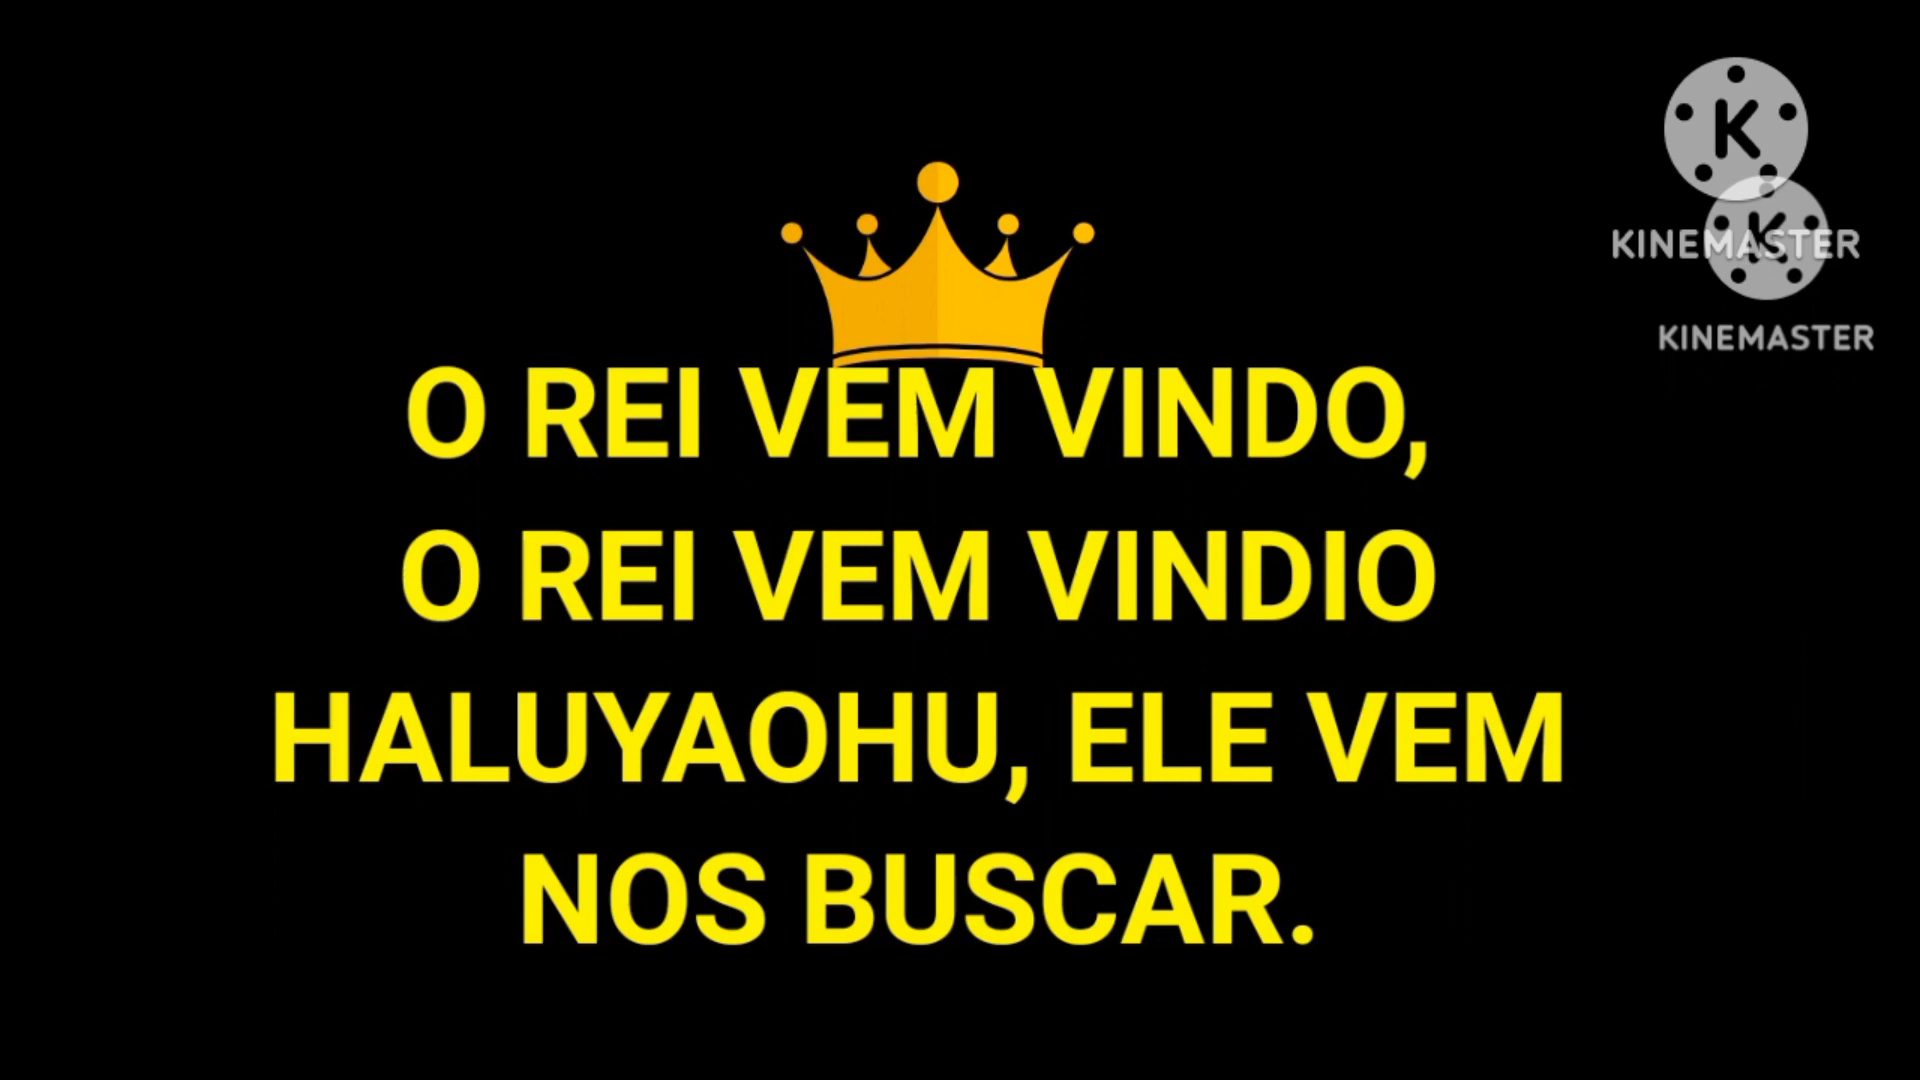 K
KINEMASTER
K
KINEMASTER
O REI VEM VINDO,
O REI VEM VINDIO
HALUYAOHU, ELE VEM
NOS BUSCAR.